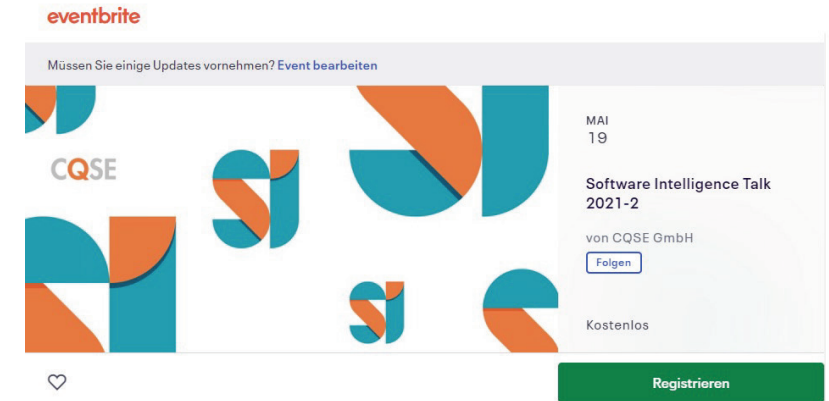 eventbrite
Müssen Sie einige Updates vornehmen? Event bearbeiten
CQSE
MAI
19
Software Intelligence Talk
2021-2
von CQSE GmbH
Folgen
Kostenlos
Registrieren